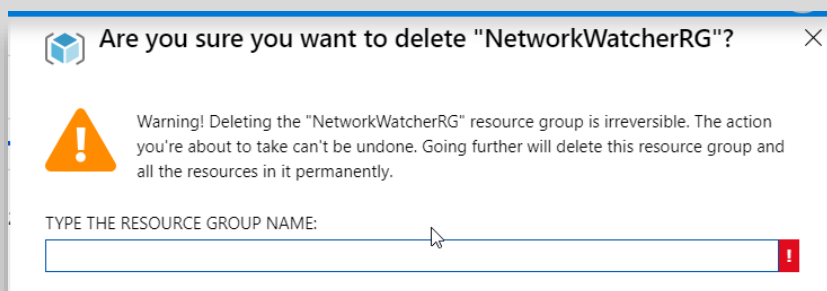 Are you sure you want to delete "NetworkWatcherRG"?
Warning! Deleting the "NetworkWatcherRG" resource group is irreversible. The action
you're about to take can't be undone. Going further will delete this resource group and
all the resources in it permanently.
TYPE THE RESOURCE GROUP NAME: